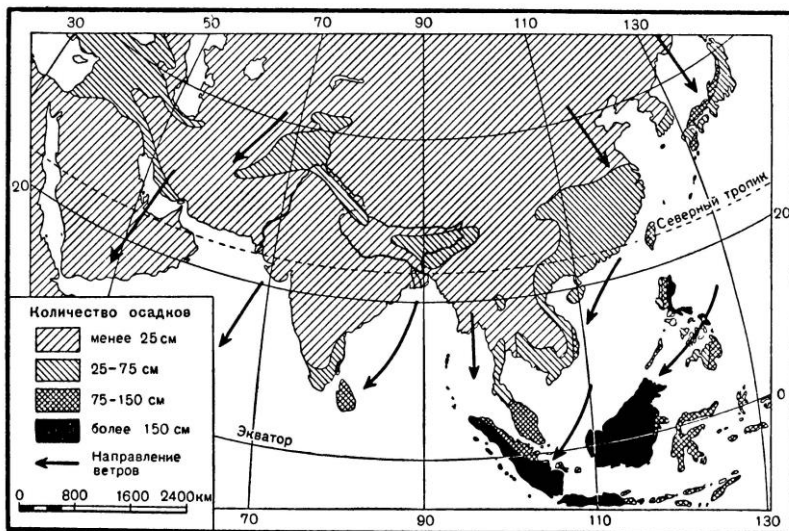 30 50 70 90 110 130
20
Северный тропик
20
Количество осадков
менее 25 см
25-75 см
75-150 см
более 150 см
Направление
ветров
0 800 1600 2400км
Экватор
0
70 90 110 130